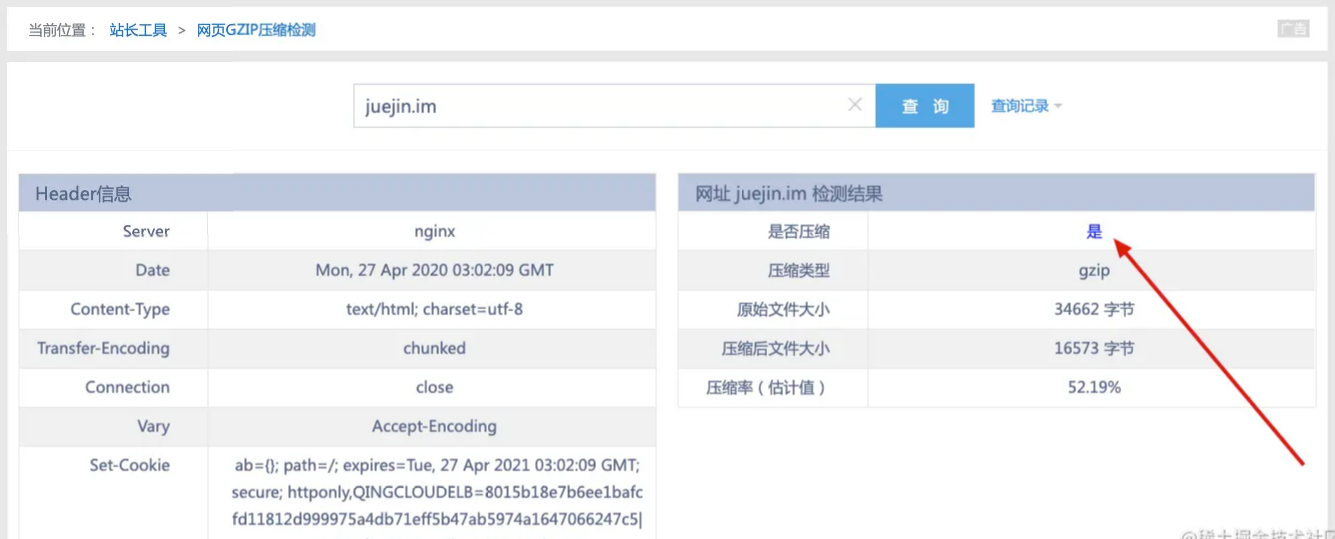 当前位置： 站长工具 > 网页GZIP压缩检测
广告
juejin.im
查 询
查询记录
Header信息
Server nginx
Date Mon, 27 Apr 2020 03:02:09 GMT
Content-Type text/html; charset=utf-8
Transfer-Encoding chunked
Connection close
Vary Accept-Encoding
Set-Cookie ab={}; path=/; expires=Tue, 27 Apr 2021 03:02:09 GMT;
secure; httponly,QINGCLOUDELB=8015b18e7b6ee1bafc
fd11812d999975a4db71eff5b47ab5974a1647066247c5|
网址 juejin.im 检测结果
是否压缩 是
压缩类型 gzip
原始文件大小 34662 字节
压缩后文件大小 16573 字节
压缩率（估计值） 52.19%
@稀土掘金技术社区